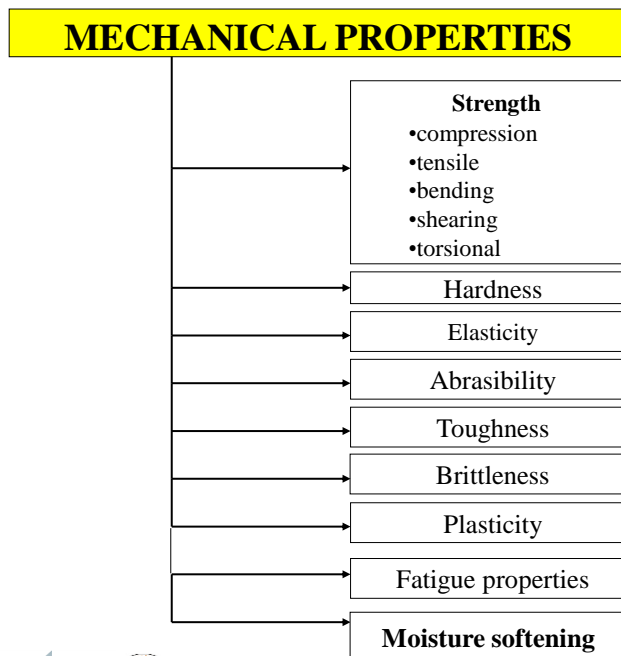 MECHANICAL PROPERTIES
Strength
•compression
•tensile
•bending
•shearing
•torsional
Hardness
Elasticity
Abrasibility
Toughness
Brittleness
Plasticity
Fatigue properties
Moisture softening